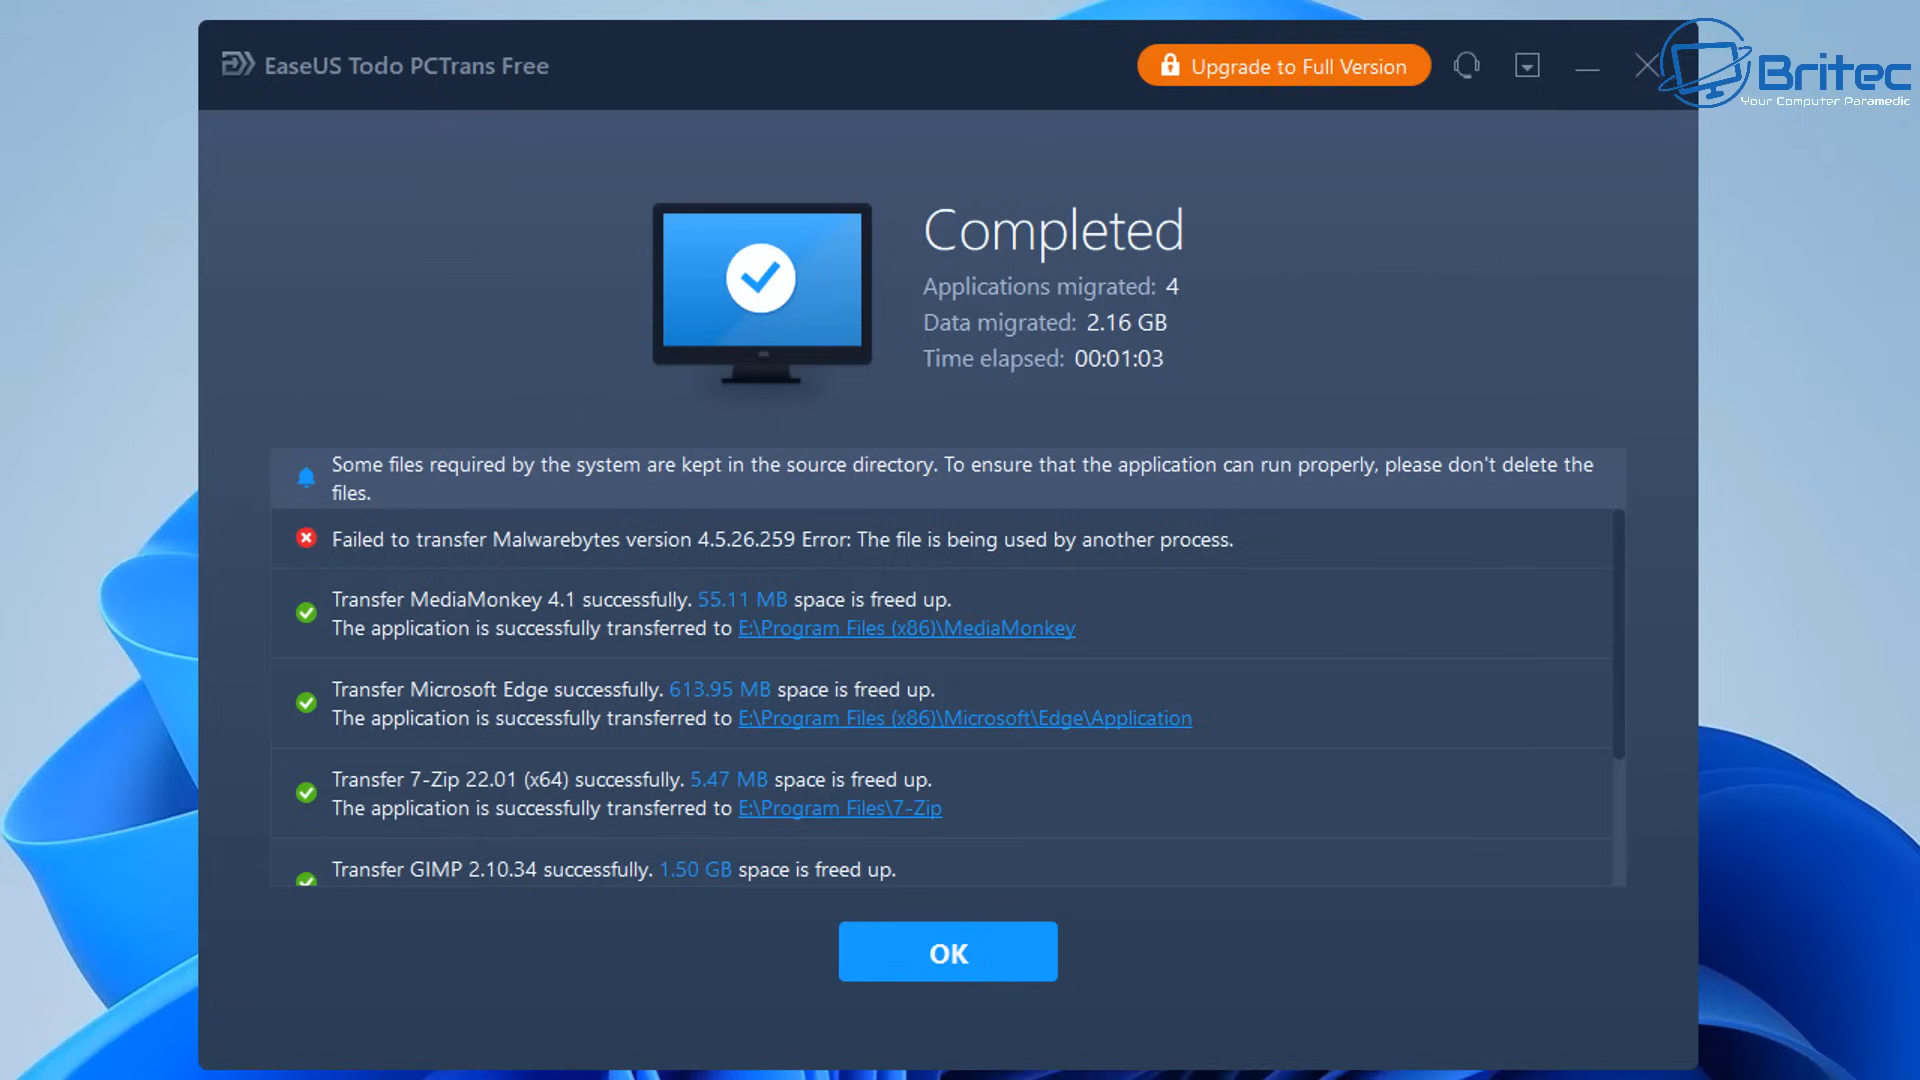 EaseUS Todo PCTrans Free
Upgrade to Full Version
Britec
Your Computer Paramedic
Completed
Applications migrated: 4
Data migrated: 2.16 GB
Time elapsed: 00:01:03
Some files required by the system are kept in the source directory. To ensure that the application can run properly, please don't delete the
files.
Failed to transfer Malwarebytes version 4.5.26.259 Error: The file is being used by another process.
Transfer MediaMonkey 4.1 successfully. 55.11 MB space is freed up.
The application is successfully transferred to E:\Program Files (x86)\MediaMonkey
Transfer Microsoft Edge successfully. 613.95 MB space is freed up.
The application is successfully transferred to E:\Program Files (x86)\Microsoft\Edge\Application
Transfer 7-Zip 22.01 (x64) successfully. 5.47 MB space is freed up.
The application is successfully transferred to E:\Program Files\7-Zip
Transfer GIMP 2.10.34 successfully. 1.50 GB space is freed up.
OK